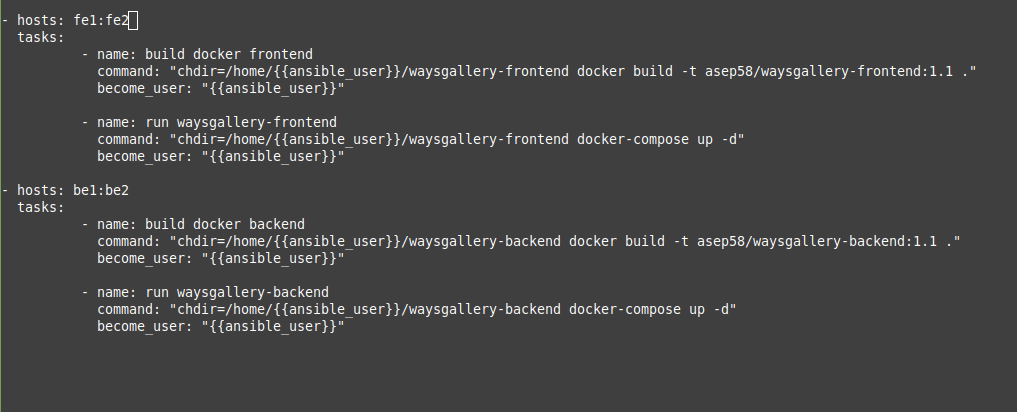 - hosts: fe1:fe2
  tasks:
          - name: build docker frontend
            command: "chdir=/home/{{ansible_user}}/waysgallery-frontend docker build -t asep58/waysgallery-frontend:1.1 ."
            become_user: "{{ansible_user}}"

          - name: run waysgallery-frontend
            command: "chdir=/home/{{ansible_user}}/waysgallery-frontend docker-compose up -d"
            become_user: "{{ansible_user}}"

- hosts: be1:be2
  tasks:
          - name: build docker backend
            command: "chdir=/home/{{ansible_user}}/waysgallery-backend docker build -t asep58/waysgallery-backend:1.1 ."
            become_user: "{{ansible_user}}"

          - name: run waysgallery-backend
            command: "chdir=/home/{{ansible_user}}/waysgallery-backend docker-compose up -d"
            become_user: "{{ansible_user}}"